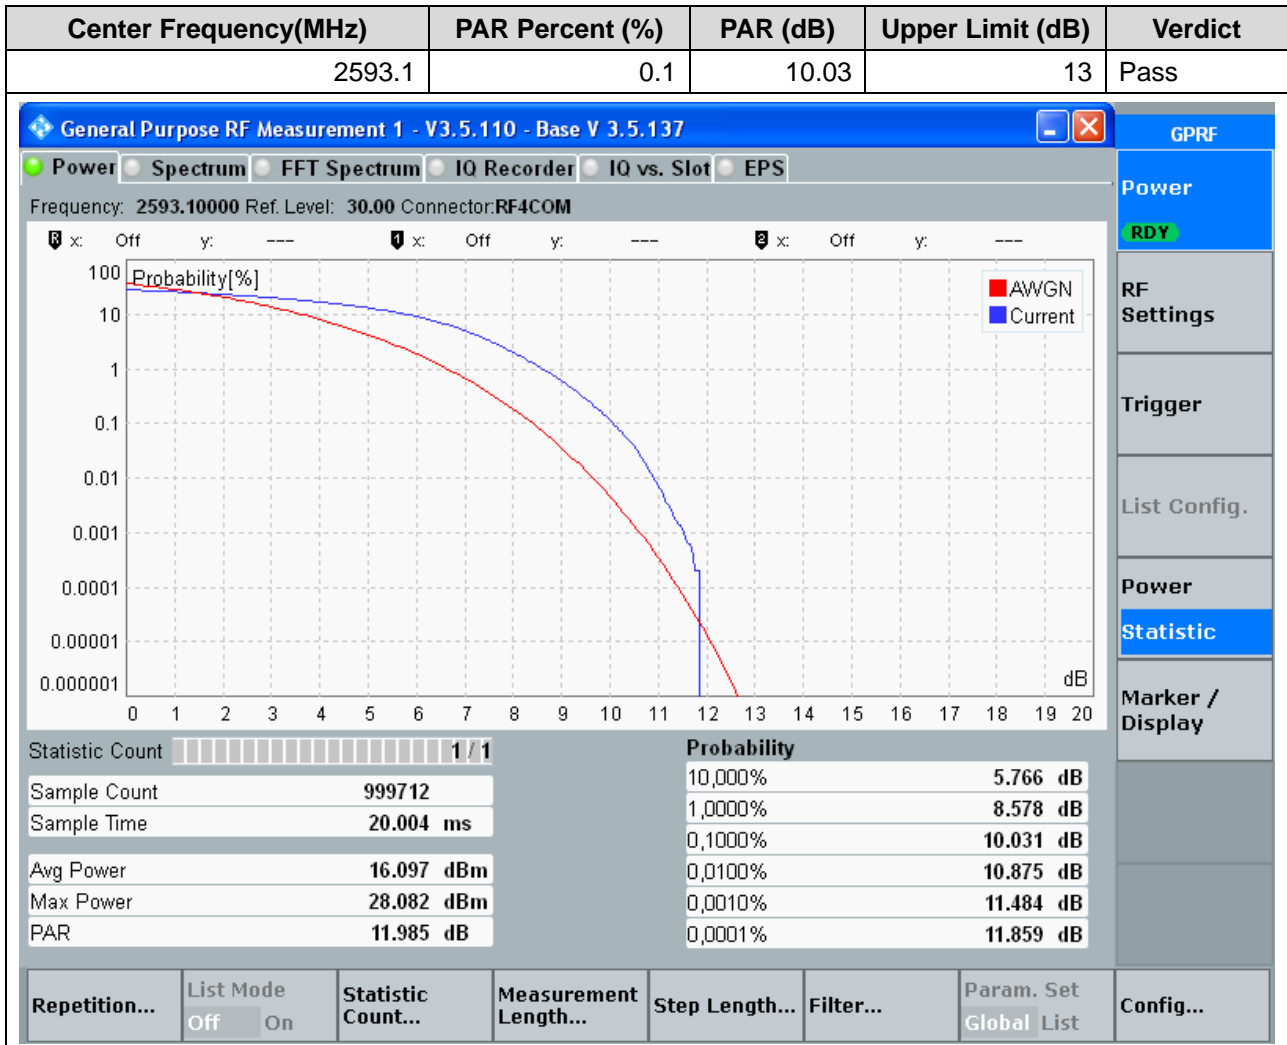 Center Frequency(MHz) PAR Percent (%) PAR (dB) Upper Limit (dB) Verdict
2593.1 0.1 10.03 13 Pass
General Purpose RF Measurement 1 - V3.5.110 - Base V 3.5.137
GPRF
Power Spectrum FFT Spectrum IQ Recorder IQ vs. Slot EPS
Frequency: 2593.10000 Ref. Level: 30.00 Connector:RF4COM
R x: Off y: --- 1 x: Off y: --- 2 x: Off y: ---
Probability[%]
AWGN
Current
100
10
1
0.1
0.01
0.001
0.0001
0.00001
0.000001
dB
0 1 2 3 4 5 6 7 8 9 10 11 12 13 14 15 16 17 18 19 20
Power
RDY
RF
Settings
Trigger
List Config.
Power
Statistic
Marker /
Display
Statistic Count 1 / 1
Sample Count 999712
Sample Time 20.004 ms
Avg Power 16.097 dBm
Max Power 28.082 dBm
PAR 11.985 dB
Probability
10,000% 5.766 dB
1,0000% 8.578 dB
0,1000% 10.031 dB
0,0100% 10.875 dB
0,0010% 11.484 dB
0,0001% 11.859 dB
Repetition...
List Mode
Off On
Statistic
Count...
Measurement
Length...
Step Length...
Filter...
Param. Set
Global List
Config...